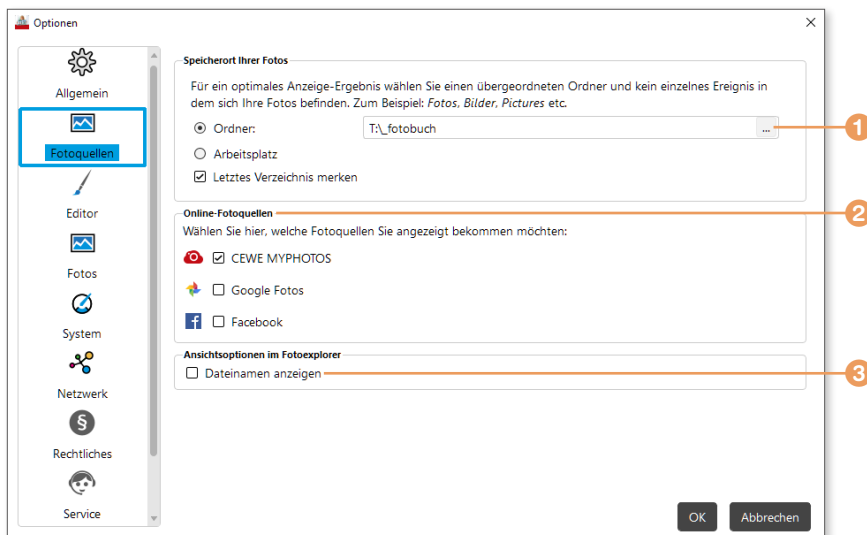 Optionen
Allgemein
Fotoquellen
Editor
Fotos
System
Netzwerk
§
Rechtliches
Service
Speicherort Ihrer Fotos
Für ein optimales Anzeige-Ergebnis wählen Sie einen übergeordneten Ordner und kein einzelnes Ereignis in
dem sich Ihre Fotos befinden. Zum Beispiel: Fotos, Bilder, Pictures etc.
Ordner: T:\_fotobuch ... 1
Arbeitsplatz
Letztes Verzeichnis merken
Online-Fotoquellen 2
Wählen Sie hier, welche Fotoquellen Sie angezeigt bekommen möchten:
CEWE MYPHOTOS
Google Fotos
f Facebook
Ansichtsoptionen im Fotoexplorer
Dateinamen anzeigen 3
OK Abbrechen